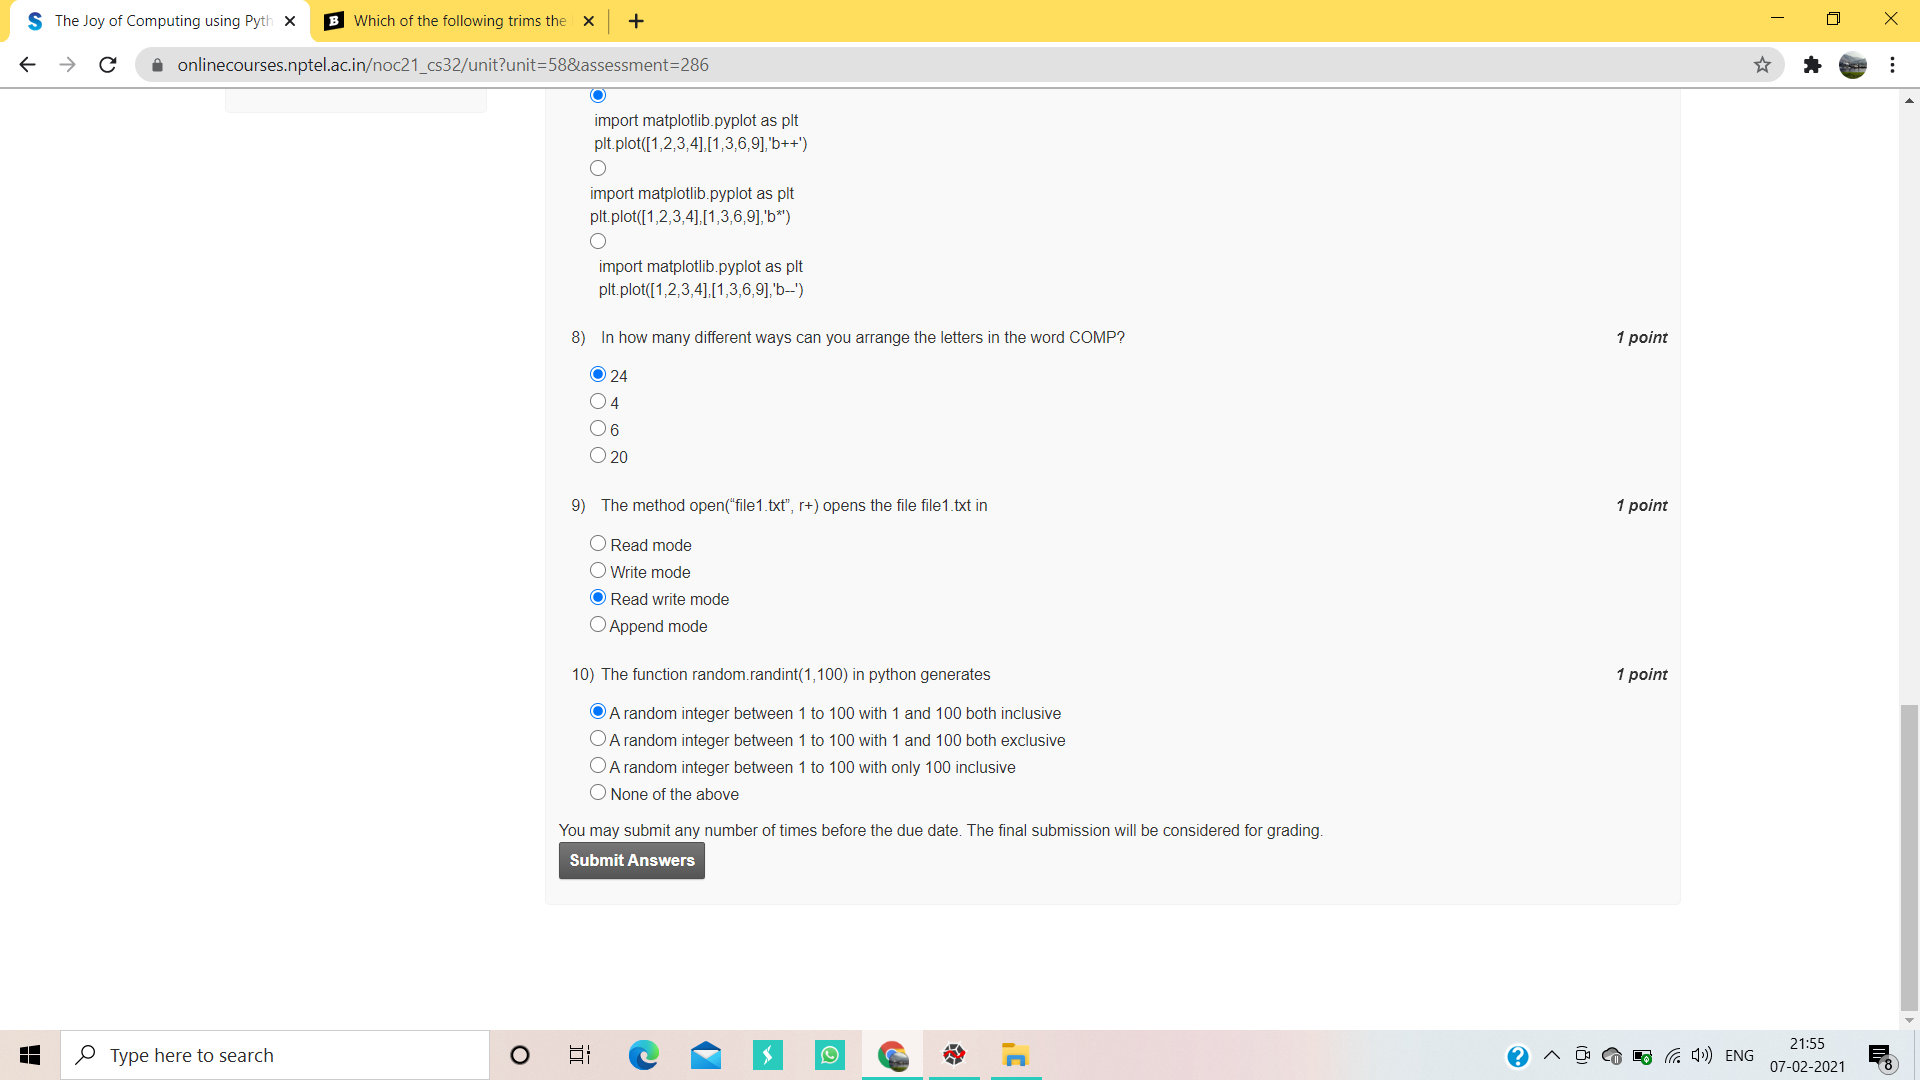 The Joy of Computing using Pyth
Which of the following trims the
onlinecourses.nptel.ac.in/noc21_cs32/unit?unit=58&assessment=286
import matplotlib.pyplot as plt
plt.plot([1,2,3,4],[1,3,6,9],'b++')
import matplotlib.pyplot as plt
plt.plot([1,2,3,4],[1,3,6,9],'b*')
import matplotlib.pyplot as plt
plt.plot([1,2,3,4],[1,3,6,9],'b--')
8) In how many different ways can you arrange the letters in the word COMP? 1 point
24
4
6
20
9) The method open(“file1.txt”, r+) opens the file file1.txt in 1 point
Read mode
Write mode
Read write mode
Append mode
10) The function random.randint(1,100) in python generates 1 point
A random integer between 1 to 100 with 1 and 100 both inclusive
A random integer between 1 to 100 with 1 and 100 both exclusive
A random integer between 1 to 100 with only 100 inclusive
None of the above
You may submit any number of times before the due date. The final submission will be considered for grading.
Submit Answers
Type here to search
ENG
21:55
07-02-2021
8